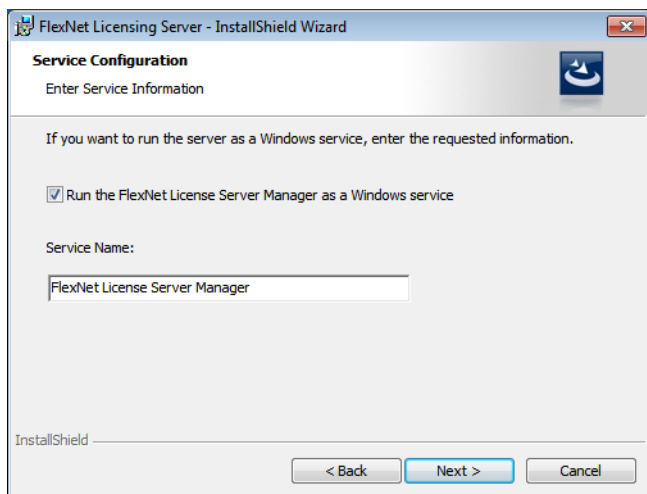 FlexNet Licensing Server - InstallShield Wizard
Service Configuration
Enter Service Information
If you want to run the server as a Windows service, enter the requested information.
Run the FlexNet License Server Manager as a Windows service
Service Name:
FlexNet License Server Manager
InstallShield
< Back Next > Cancel